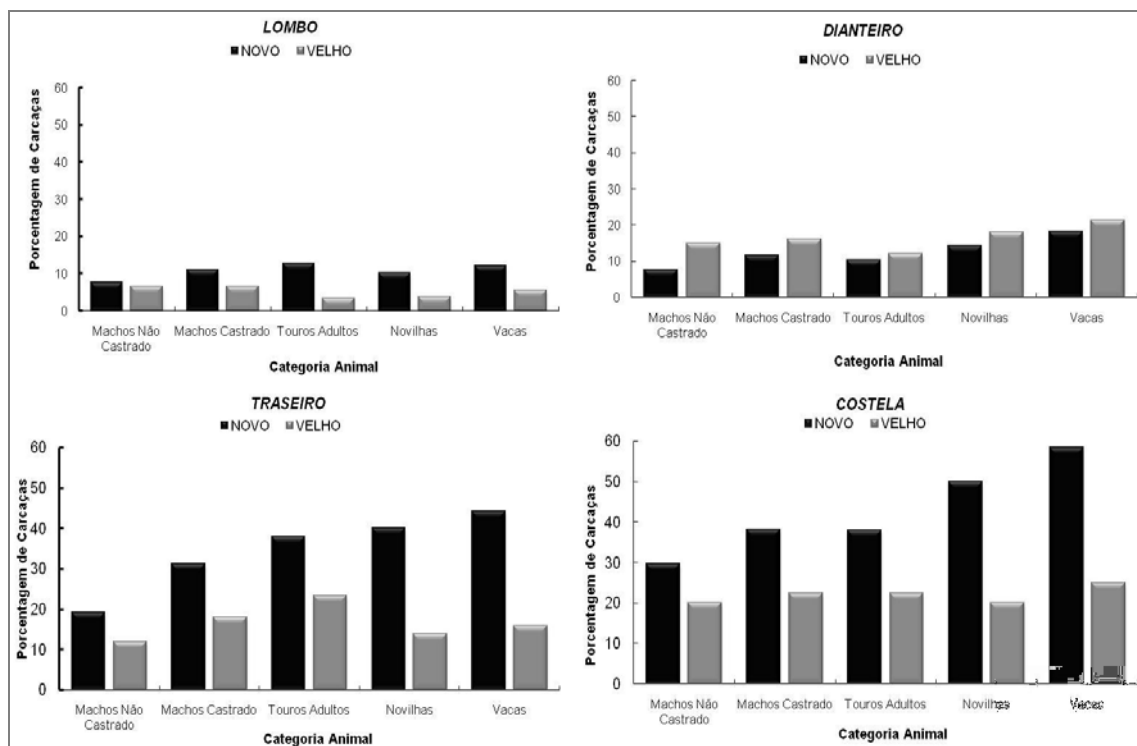 LOMBO
NOVO VELHO
Porcentagem de Carcaças
60
50
40
30
20
10
0
Machos Não Castrado
Machos Castrado
Touros Adultos
Novilhas
Vacas
Categoria Animal
DIANTEIRO
NOVO VELHO
Porcentagem de Carcaças
60
50
40
30
20
10
0
Machos Não Castrado
Machos Castrado
Touros Adultos
Novilhas
Vacas
Categoria Animal
TRASEIRO
NOVO VELHO
Porcentagem de Carcaças
60
50
40
30
20
10
0
Machos Não Castrado
Machos Castrado
Touros Adultos
Novilhas
Vacas
Categoria Animal
COSTELA
NOVO VELHO
Porcentagem de Carcaças
60
50
40
30
20
10
0
Machos Não Castrado
Machos Castrado
Touros Adultos
Novilhas
Vacas
Categoria Animal